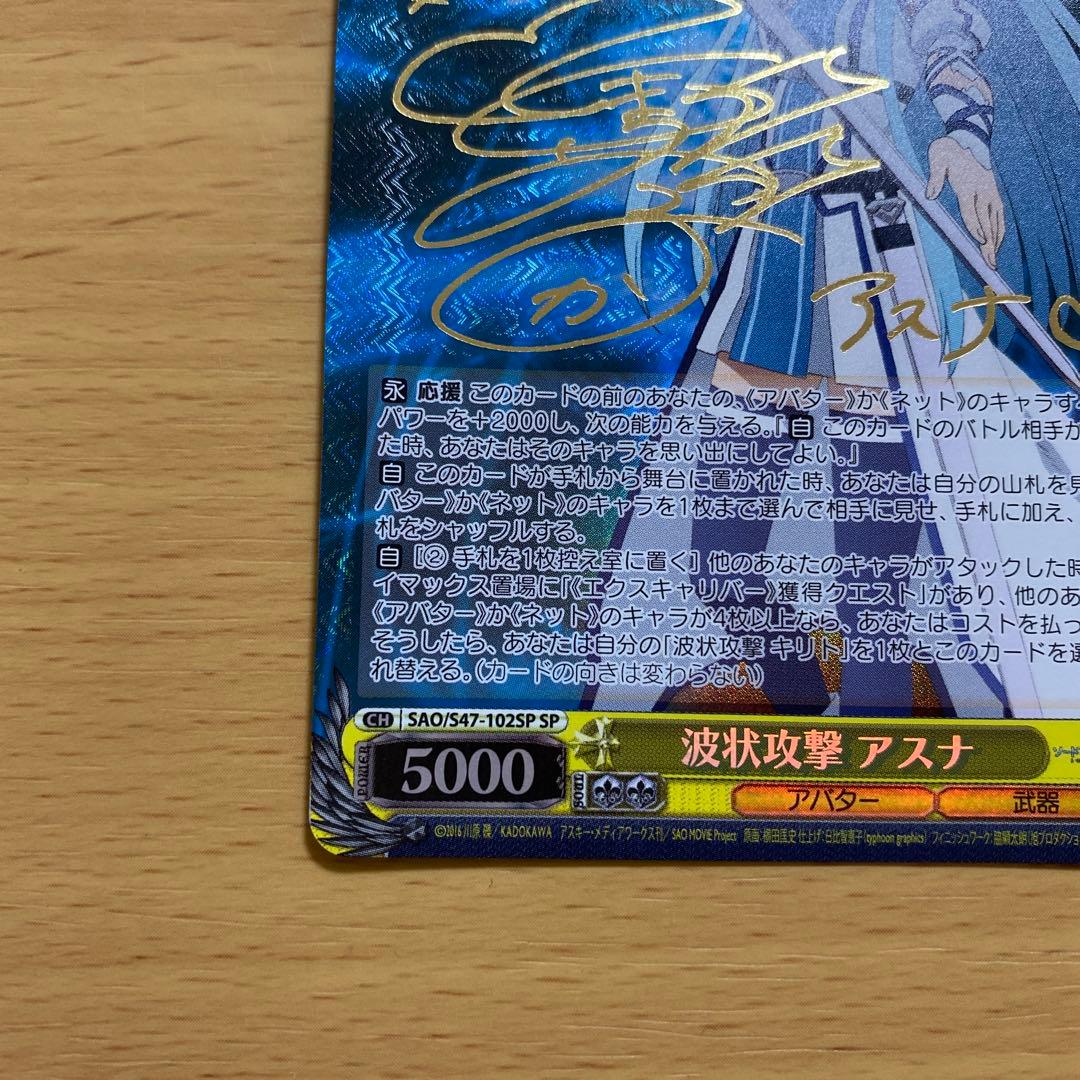 アスナ
永 応援 このカードの前のあなたの、《アバター》か《ネット》のキャラす
パワーを+2000し、次の能力を与える。「自 このカードのバトル相手が
た時、あなたはそのキャラを思い出にしてよい。」
自 このカードが手札から舞台に置かれた時、あなたは自分の山札を見
バター》か《ネット》のキャラを1枚まで選んで相手に見せ、手札に加え、
札をシャッフルする。
自 [② 手札を1枚控え室に置く] 他のあなたのキャラがアタックした時
イマックス置場に「《エクスキャリバー》獲得クエスト」があり、他のあ
《アバター》か《ネット》のキャラが4枚以上なら、あなたはコストを払っ
そうしたら、あなたは自分の「波状攻撃 キリト」を1枚とこのカードを選
れ替える。(カードの向きは変わらない)
CH SAO/S47-102SP SP
POWER 5000
SOUL
波状攻撃 アスナ
アバター 武器
©2016 川原 礫/KADOKAWA アスキー・メディアワークス刊/SAO MOVIE Project